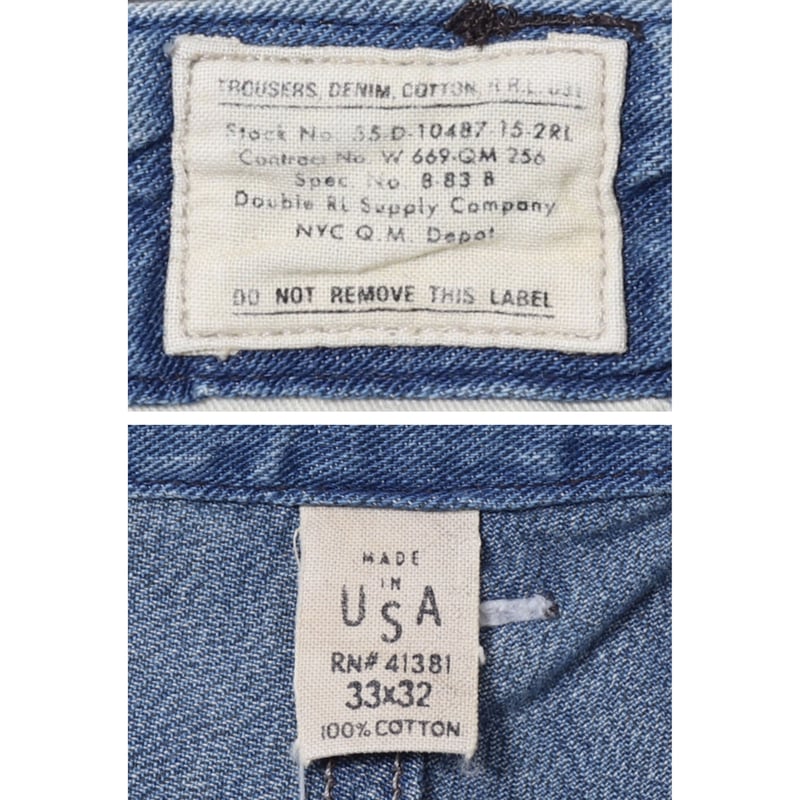 TROUSERS, DENIM, COTTON, R.R.L.
Stock No. 55-D-10487-15-2RL
Contract No. W 669-QM 256
Spec. No. 8-83 B
Double RL Supply Company
NYC Q.M. Depot
DO NOT REMOVE THIS LABEL
MADE
IN
USA
RN# 41381
33x32
100% COTTON